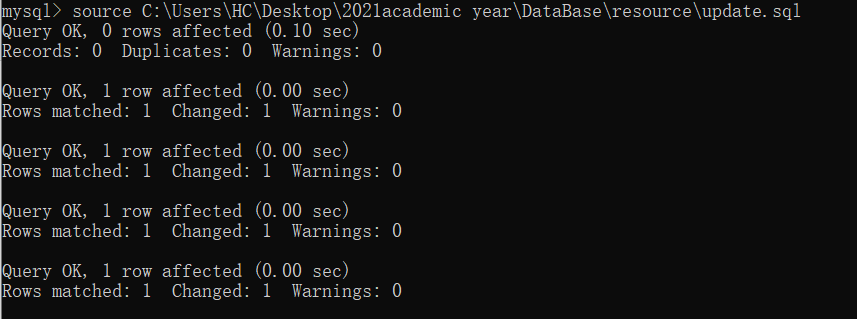 mysql> source C:\Users\HC\Desktop\2021academic year\DataBase\resource\update.sql
Query OK, 0 rows affected (0.10 sec)
Records: 0  Duplicates: 0  Warnings: 0
Query OK, 1 row affected (0.00 sec)
Rows matched: 1  Changed: 1  Warnings: 0
Query OK, 1 row affected (0.00 sec)
Rows matched: 1  Changed: 1  Warnings: 0
Query OK, 1 row affected (0.00 sec)
Rows matched: 1  Changed: 1  Warnings: 0
Query OK, 1 row affected (0.00 sec)
Rows matched: 1  Changed: 1  Warnings: 0